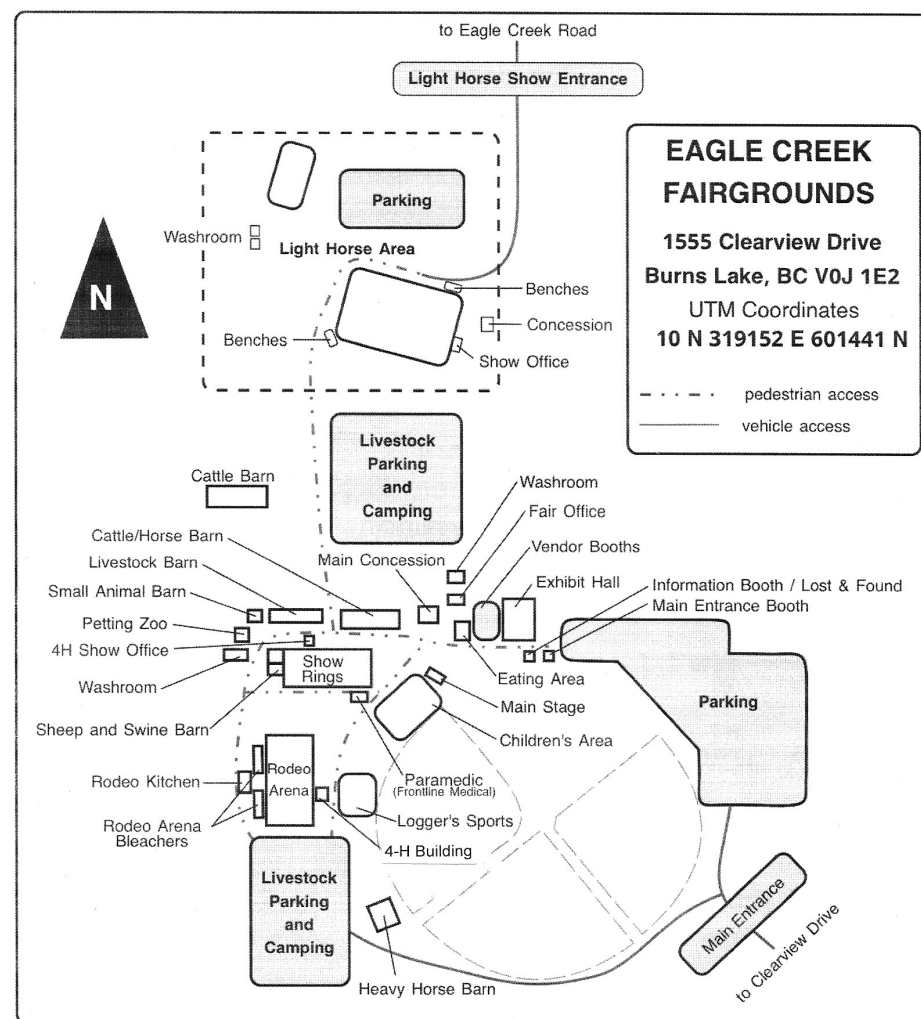 to Eagle Creek Road
Light Horse Show Entrance
EAGLE CREEK
FAIRGROUNDS
1555 Clearview Drive
Burns Lake, BC V0J 1E2
UTM Coordinates
10 N 319152 E 601441 N
pedestrian access
vehicle access
N
Parking
Washroom
Light Horse Area
Benches
Concession
Benches
Show Office
Livestock
Parking
and
Camping
Cattle Barn
Washroom
Fair Office
Cattle/Horse Barn
Main Concession
Vendor Booths
Livestock Barn
Exhibit Hall
Information Booth / Lost & Found
Small Animal Barn
Main Entrance Booth
Petting Zoo
4H Show Office
Show
Rings
Eating Area
Washroom
Main Stage
Parking
Sheep and Swine Barn
Children's Area
Rodeo
Arena
Rodeo Kitchen
Paramedic
(Frontline Medical)
Logger's Sports
Rodeo Arena
Bleachers
4-H Building
Livestock
Parking
and
Camping
Main Entrance
to Clearview Drive
Heavy Horse Barn